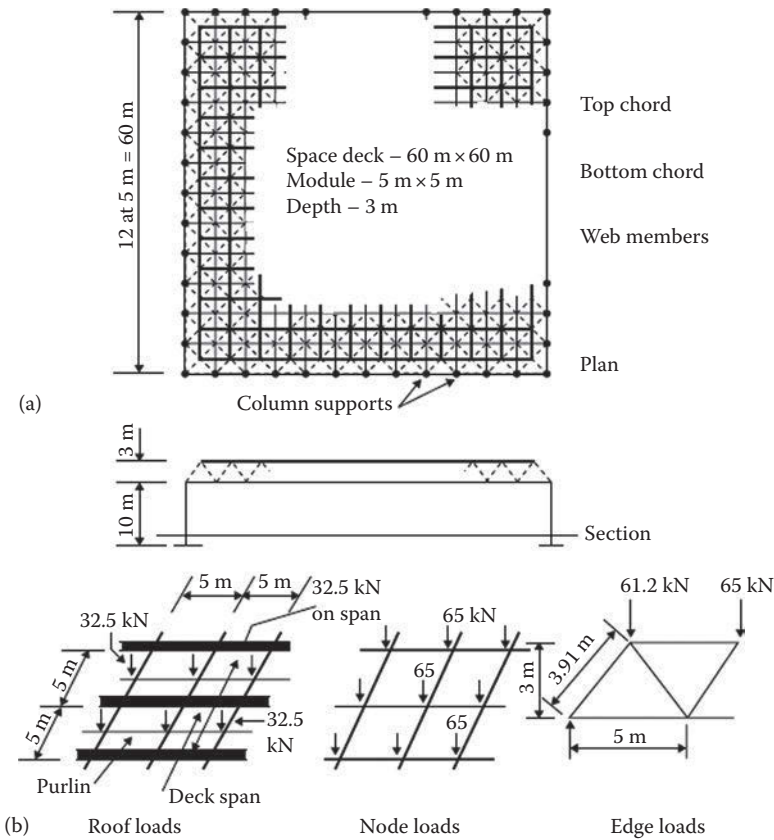 12 at 5 m = 60 m
Space deck – 60 m × 60 m
Module – 5 m × 5 m
Depth – 3 m
Top chord
Bottom chord
Web members
Plan
(a)
Column supports
3 m
10 m
Section
5 m
5 m
32.5 kN
on span
32.5 kN
5 m
5 m
32.5
kN
Purlin
Deck span
65 kN
65
65
61.2 kN
65 kN
3.91 m
3 m
5 m
(b)
Roof loads
Node loads
Edge loads